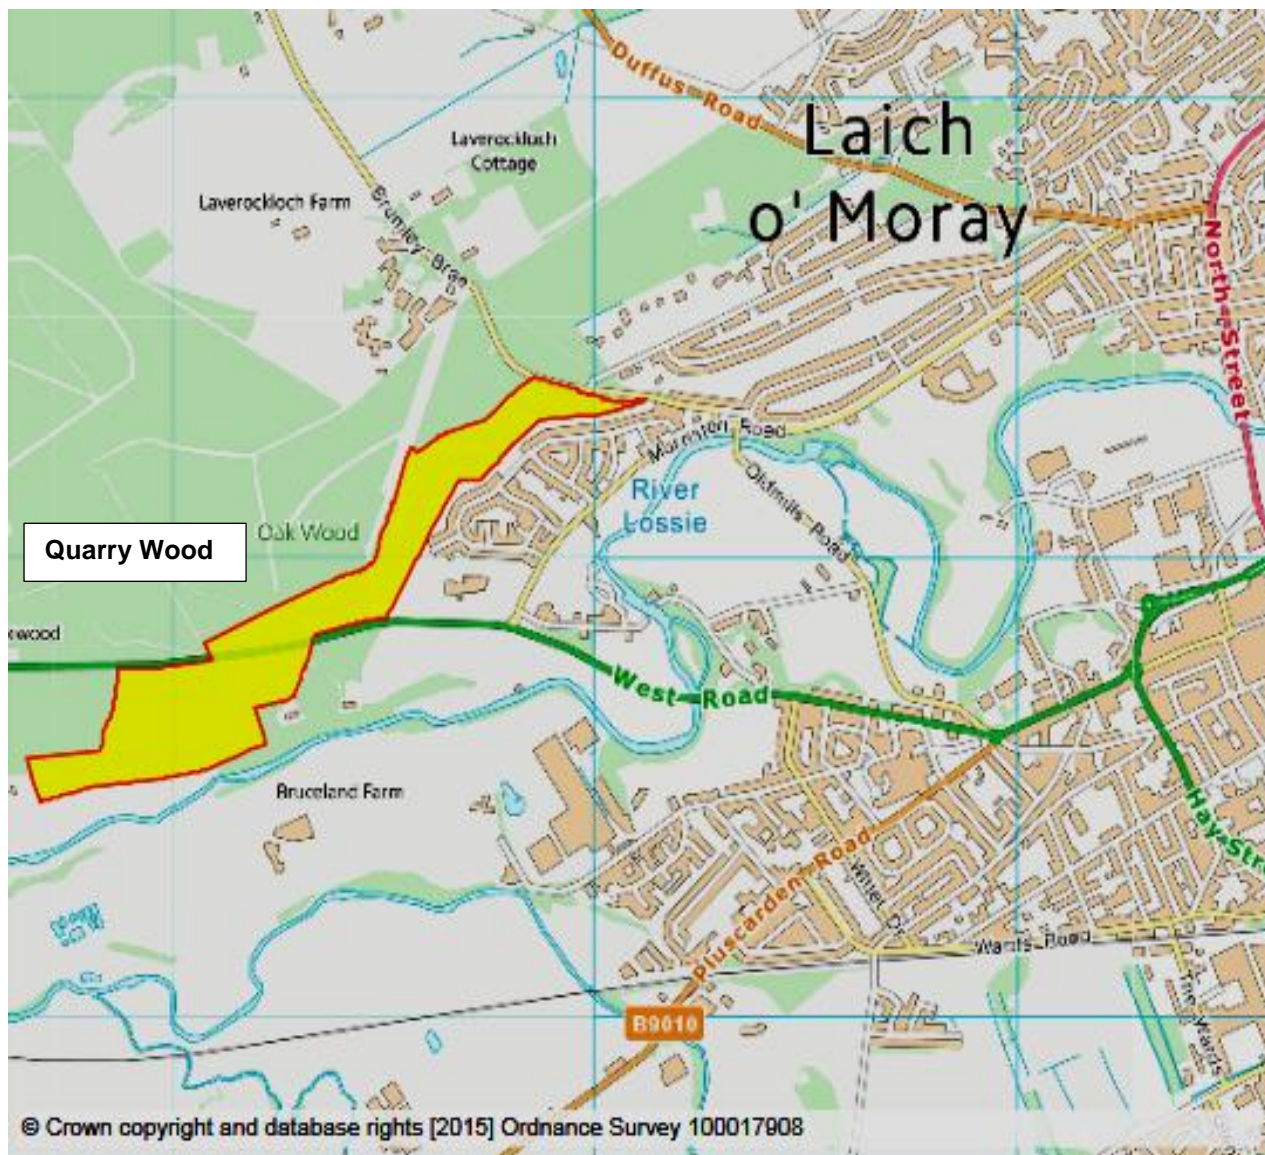 Duffus Road
Laich
o' Moray
Laverockloch
Cottage
Laverockloch Farm
Brumley Brae
North Street
Morriston Road
River
Lossie
Oldmills Road
Quarry Wood
Oak Wood
West Road
Bruceland Farm
Pluscarden Road
Wards Road
The Wards
B9010
© Crown copyright and database rights [2015] Ordnance Survey 100017908